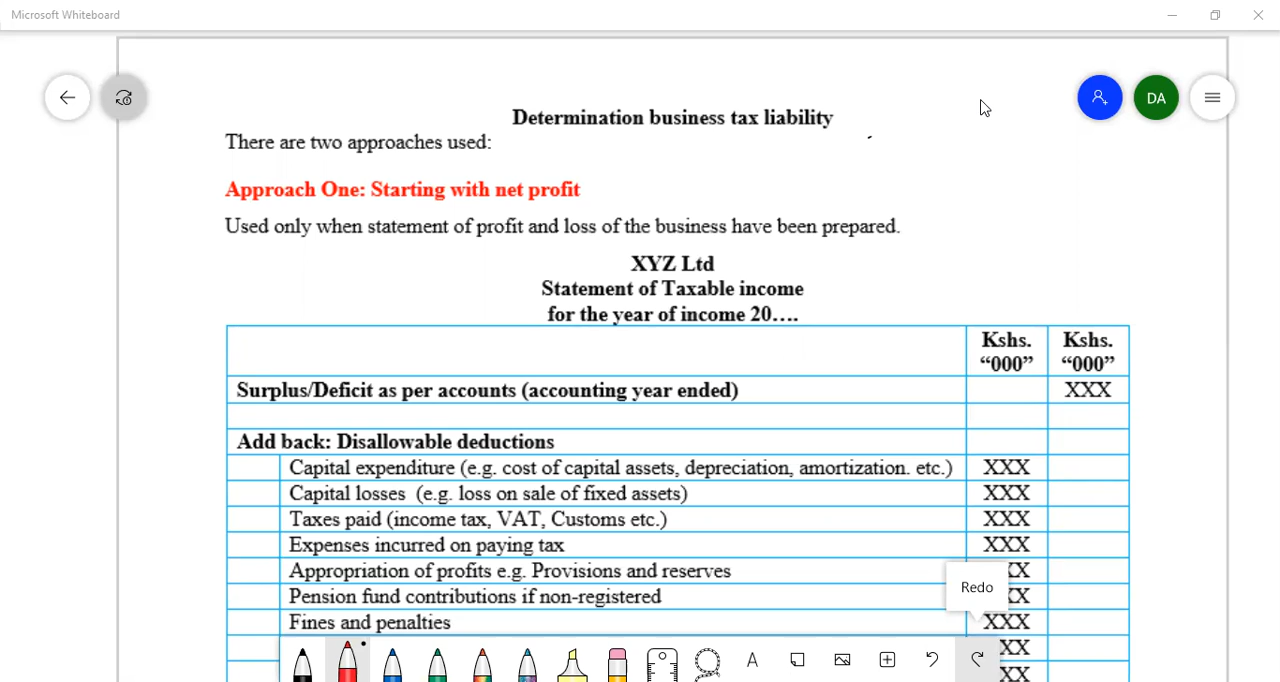 Microsoft Whiteboard
DA
Determination business tax liability
There are two approaches used:
Approach One: Starting with net profit
Used only when statement of profit and loss of the business have been prepared.
XYZ Ltd
Statement of Taxable income
for the year of income 20….
Kshs. Kshs.
“000” “000”
Surplus/Deficit as per accounts (accounting year ended) XXX
Add back: Disallowable deductions
Capital expenditure (e.g. cost of capital assets, depreciation, amortization. etc.) XXX
Capital losses (e.g. loss on sale of fixed assets) XXX
Taxes paid (income tax, VAT, Customs etc.) XXX
Expenses incurred on paying tax XXX
Appropriation of profits e.g. Provisions and reserves XX
Redo
Pension fund contributions if non-registered XX
Fines and penalties XXX
XX
XX
A